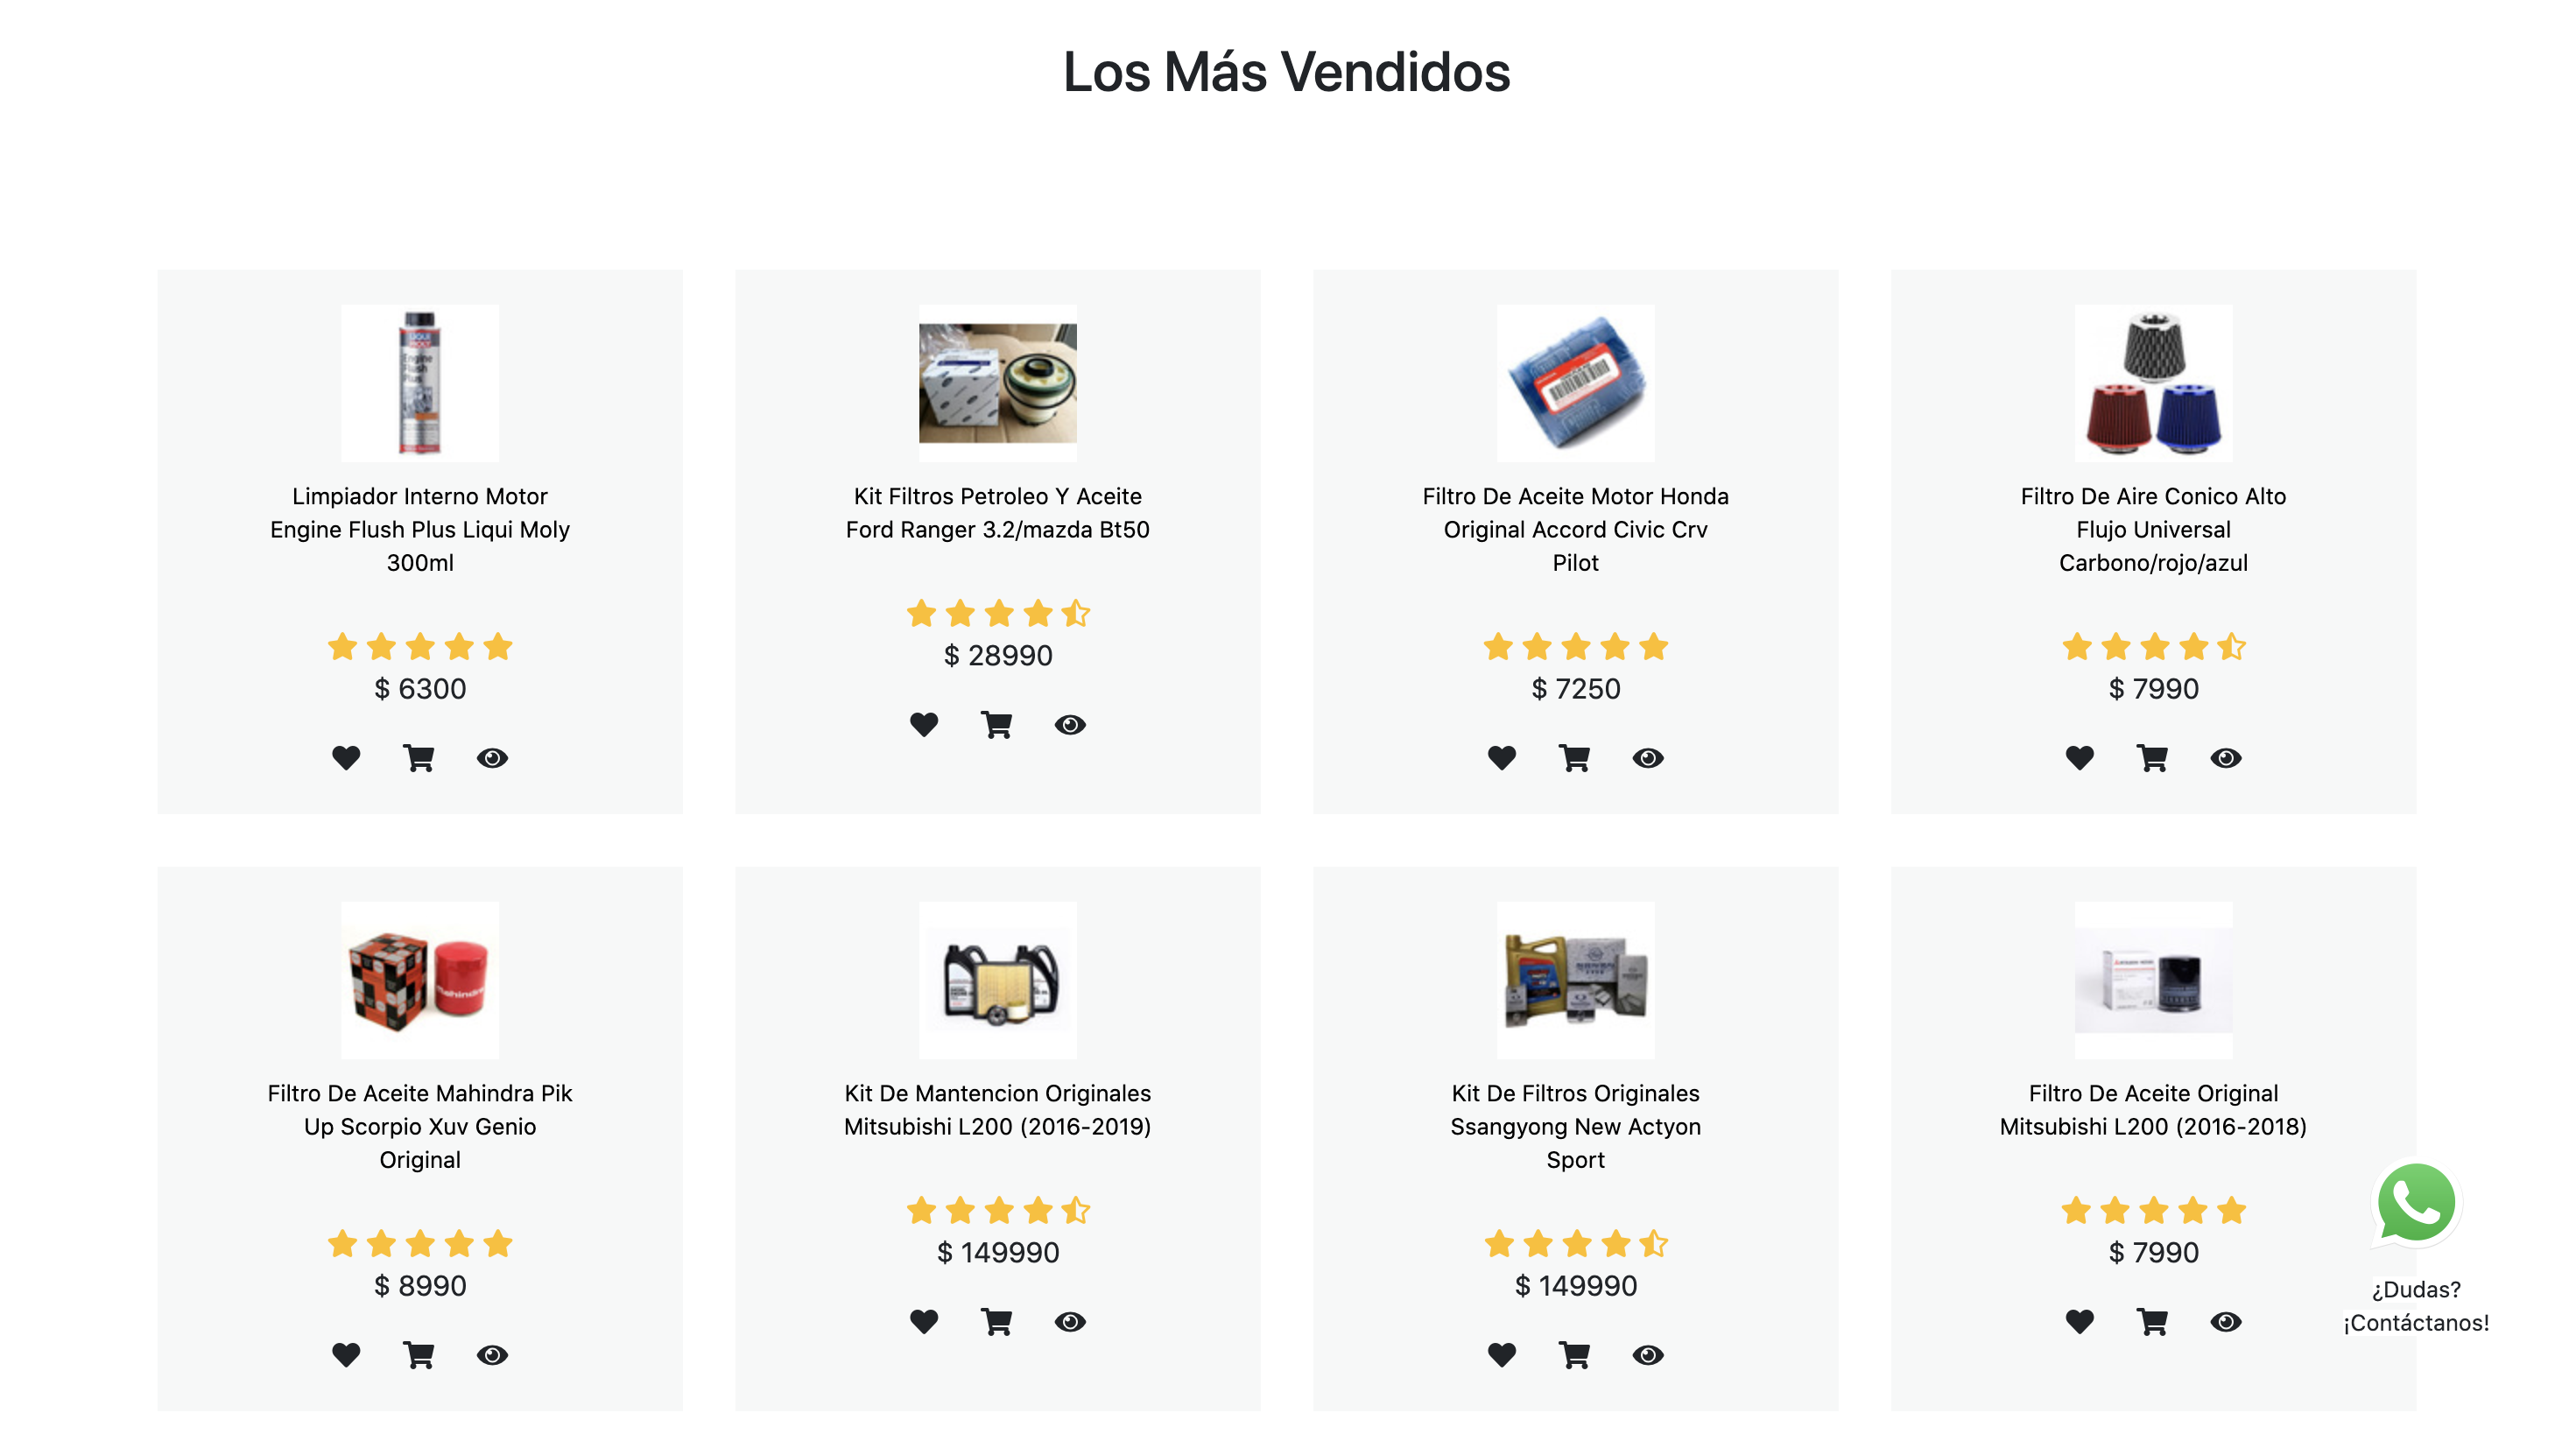 Los Más Vendidos
Engine
Flush
Plus
Limpiador Interno Motor
Engine Flush Plus Liqui Moly
300ml
$ 6300
Kit Filtros Petroleo Y Aceite
Ford Ranger 3.2/mazda Bt50
$ 28990
Filtro De Aceite Motor Honda
Original Accord Civic Crv
Pilot
$ 7250
Filtro De Aire Conico Alto
Flujo Universal
Carbono/rojo/azul
$ 7990
Mahindra
Filtro De Aceite Mahindra Pik
Up Scorpio Xuv Genio
Original
$ 8990
Kit De Mantencion Originales
Mitsubishi L200 (2016-2019)
$ 149990
Kit De Filtros Originales
Ssangyong New Actyon
Sport
$ 149990
Filtro De Aceite Original
Mitsubishi L200 (2016-2018)
$ 7990
¿Dudas?
¡Contáctanos!